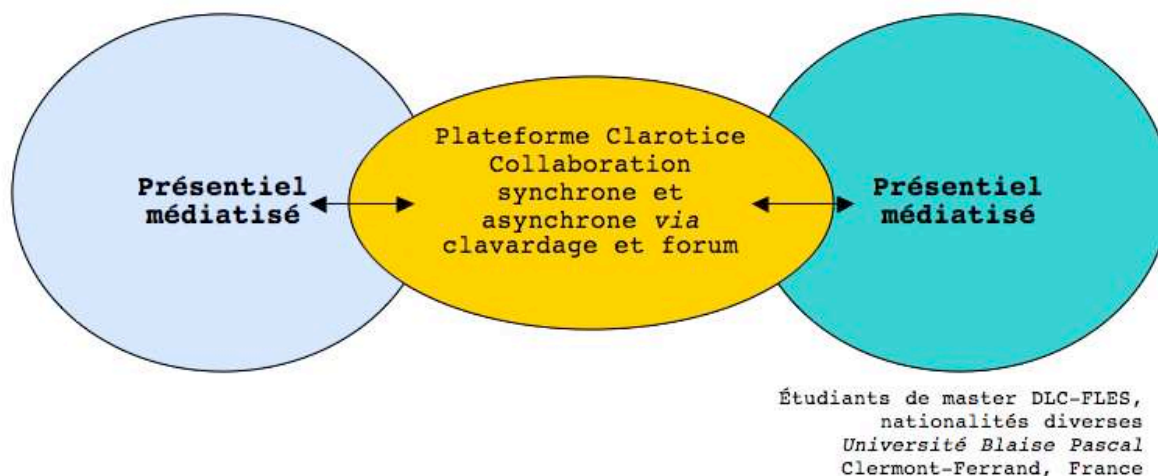 Présentiel
médiatisé
Plateforme Clarotice
Collaboration
synchrone et
asynchrone via
clavardage et forum
Présentiel
médiatisé
Étudiants de master DLC-FLES,
nationalités diverses
Université Blaise Pascal
Clermont-Ferrand, France